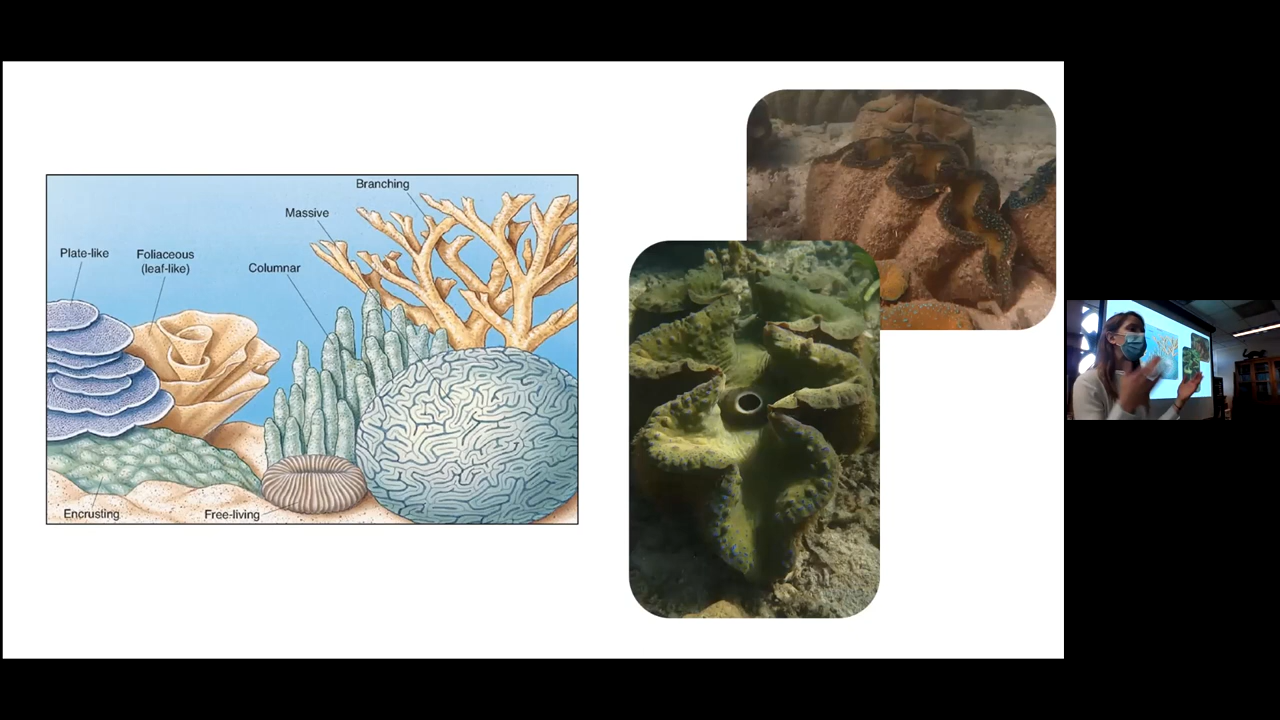 Branching
Massive
Plate-like
Foliaceous
(leaf-like)
Columnar
Encrusting
Free-living